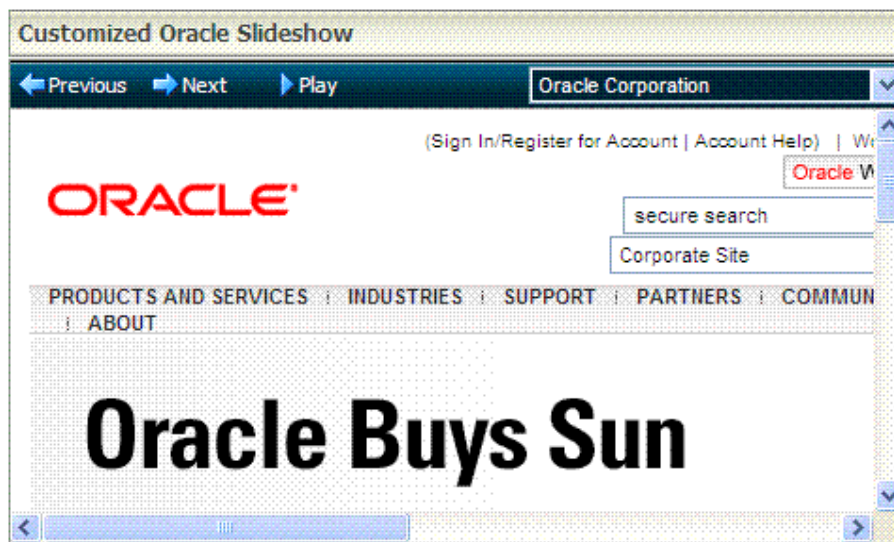 Customized Oracle Slideshow
Previous Next Play Oracle Corporation
(Sign In/Register for Account | Account Help) |
Oracle
ORACLE
secure search
Corporate Site
PRODUCTS AND SERVICES INDUSTRIES SUPPORT PARTNERS COMMUN
ABOUT
Oracle Buys Sun